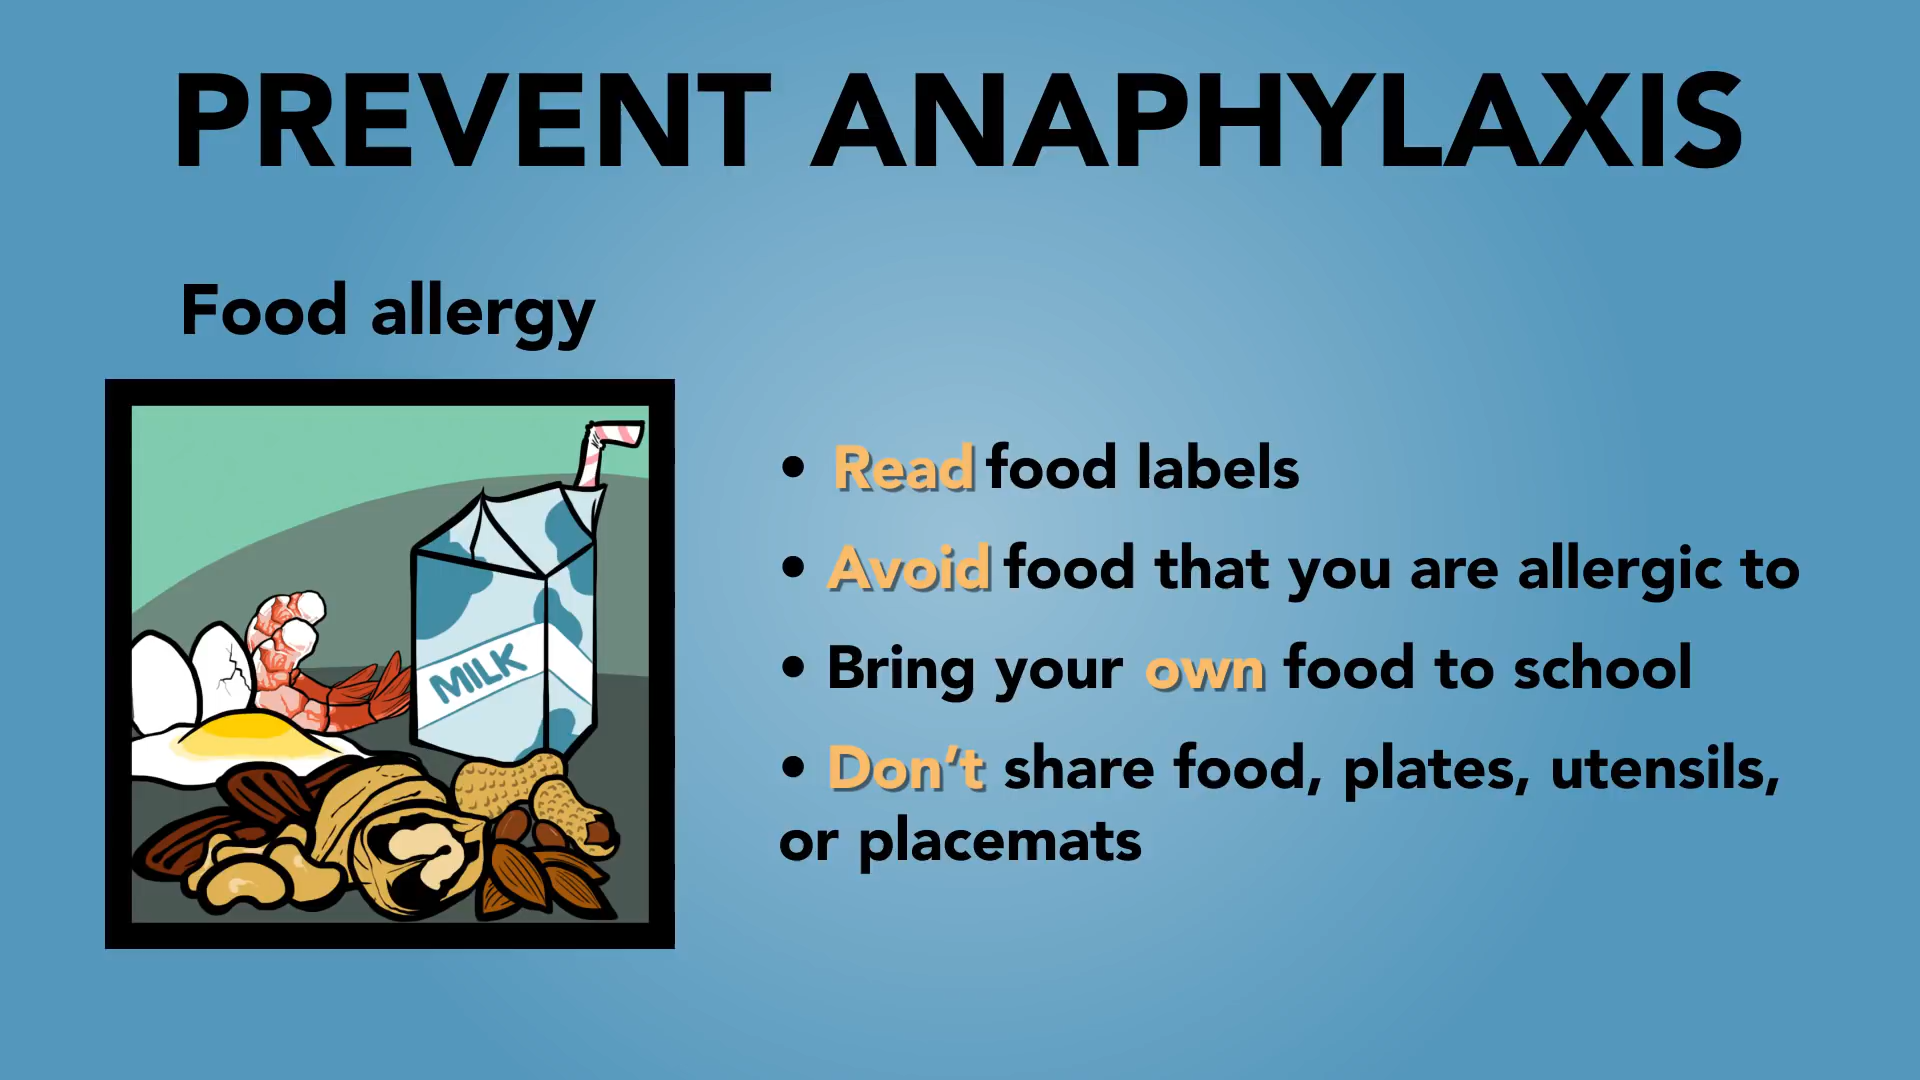 PREVENT ANAPHYLAXIS
Food allergy
MILK
• Read food labels
• Avoid food that you are allergic to
• Bring your own food to school
• Don’t share food, plates, utensils,
or placemats